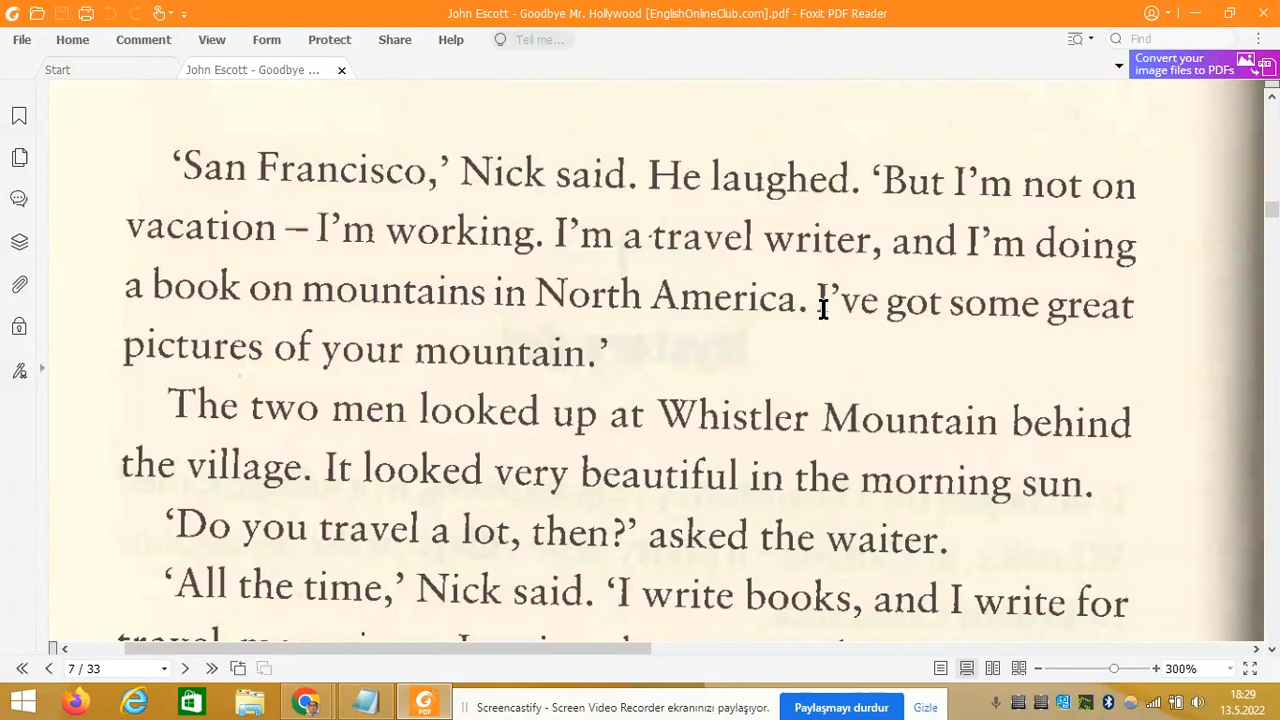 John Escott - Goodbye Mr. Hollywood [EnglishOnlineClub.com].pdf - Foxit PDF Reader
File Home Comment View Form Protect Share Help Tell me... Find
Start John Escott - Goodbye ... Convert your
image files to PDFs
‘San Francisco,’ Nick said. He laughed. ‘But I’m not on
vacation – I’m working. I’m a travel writer, and I’m doing
a book on mountains in North America. I’ve got some great
pictures of your mountain.’
The two men looked up at Whistler Mountain behind
the village. It looked very beautiful in the morning sun.
‘Do you travel a lot, then?’ asked the waiter.
‘All the time,’ Nick said. ‘I write books, and I write for
7 / 33 300%
Screencastify - Screen Video Recorder ekranınızı paylaşıyor. Paylaşmayı durdur Gizle
18:29
13.5.2022